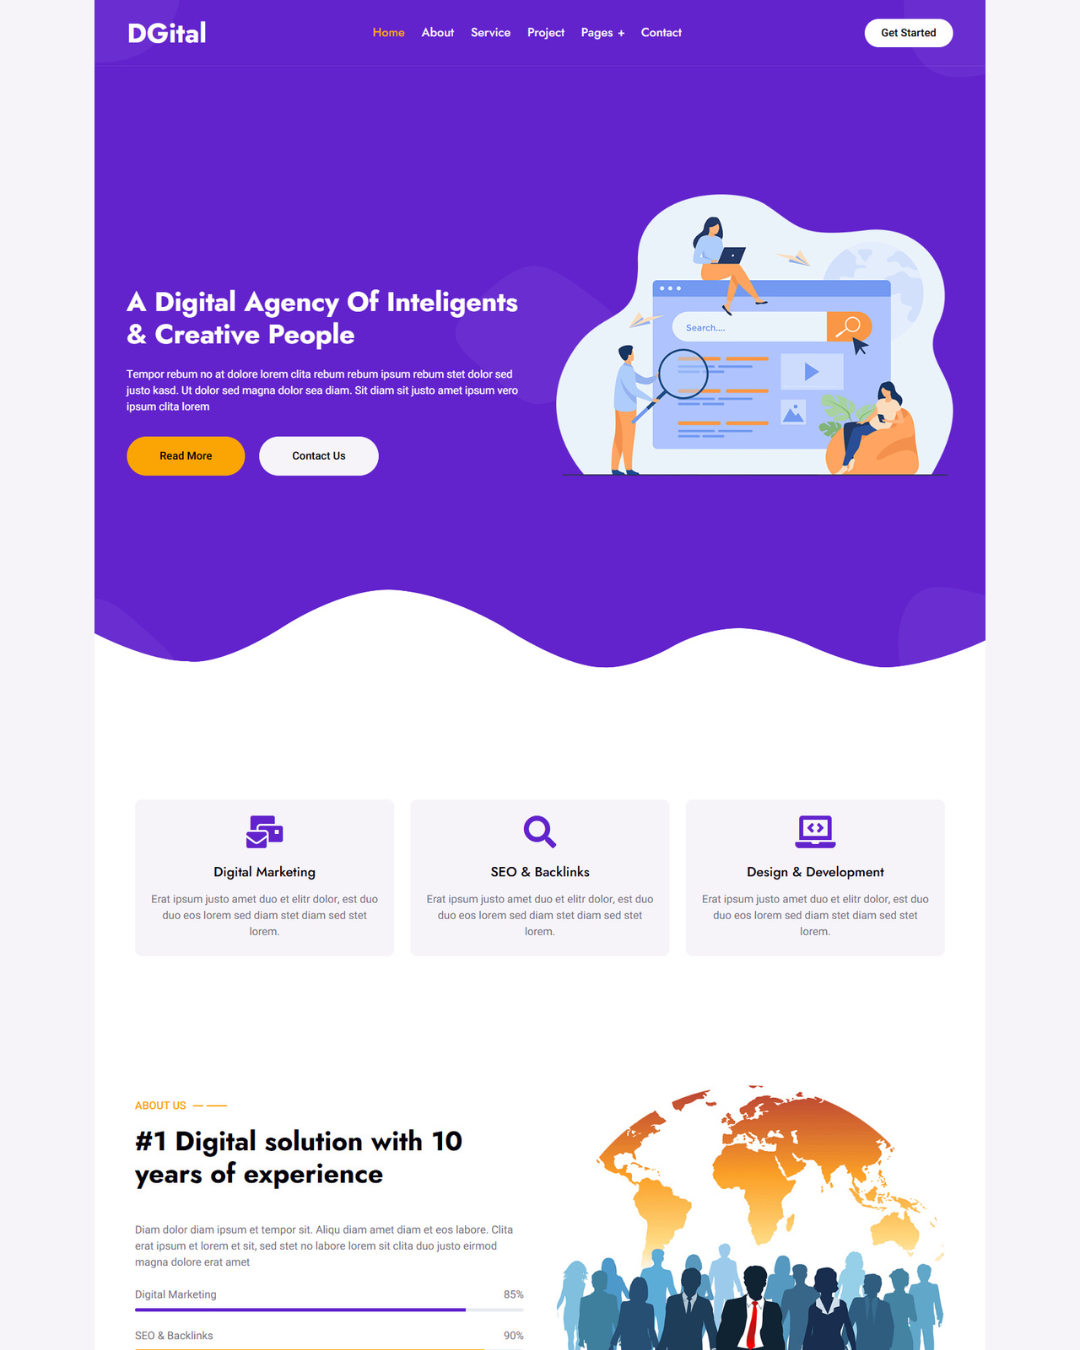 DGital
Home About Service Project Pages + Contact
Get Started
A Digital Agency Of Inteligents
& Creative People
Tempor rebum no at dolore lorem clita rebum rebum ipsum rebum stet dolor sed
justo kasd. Ut dolor sed magna dolor sea diam. Sit diam sit justo amet ipsum vero
ipsum clita lorem
Read More
Contact Us
Search....
Digital Marketing
Erat ipsum justo amet duo et elitr dolor, est duo
duo eos lorem sed diam stet diam sed stet
lorem.
SEO & Backlinks
Erat ipsum justo amet duo et elitr dolor, est duo
duo eos lorem sed diam stet diam sed stet
lorem.
Design & Development
Erat ipsum justo amet duo et elitr dolor, est duo
duo eos lorem sed diam stet diam sed stet
lorem.
ABOUT US
#1 Digital solution with 10
years of experience
Diam dolor diam ipsum et tempor sit. Aliqu diam amet diam et eos labore. Clita
erat ipsum et lorem et sit, sed stet no labore lorem sit clita duo justo eirmod
magna dolore erat amet
Digital Marketing 85%
SEO & Backlinks 90%